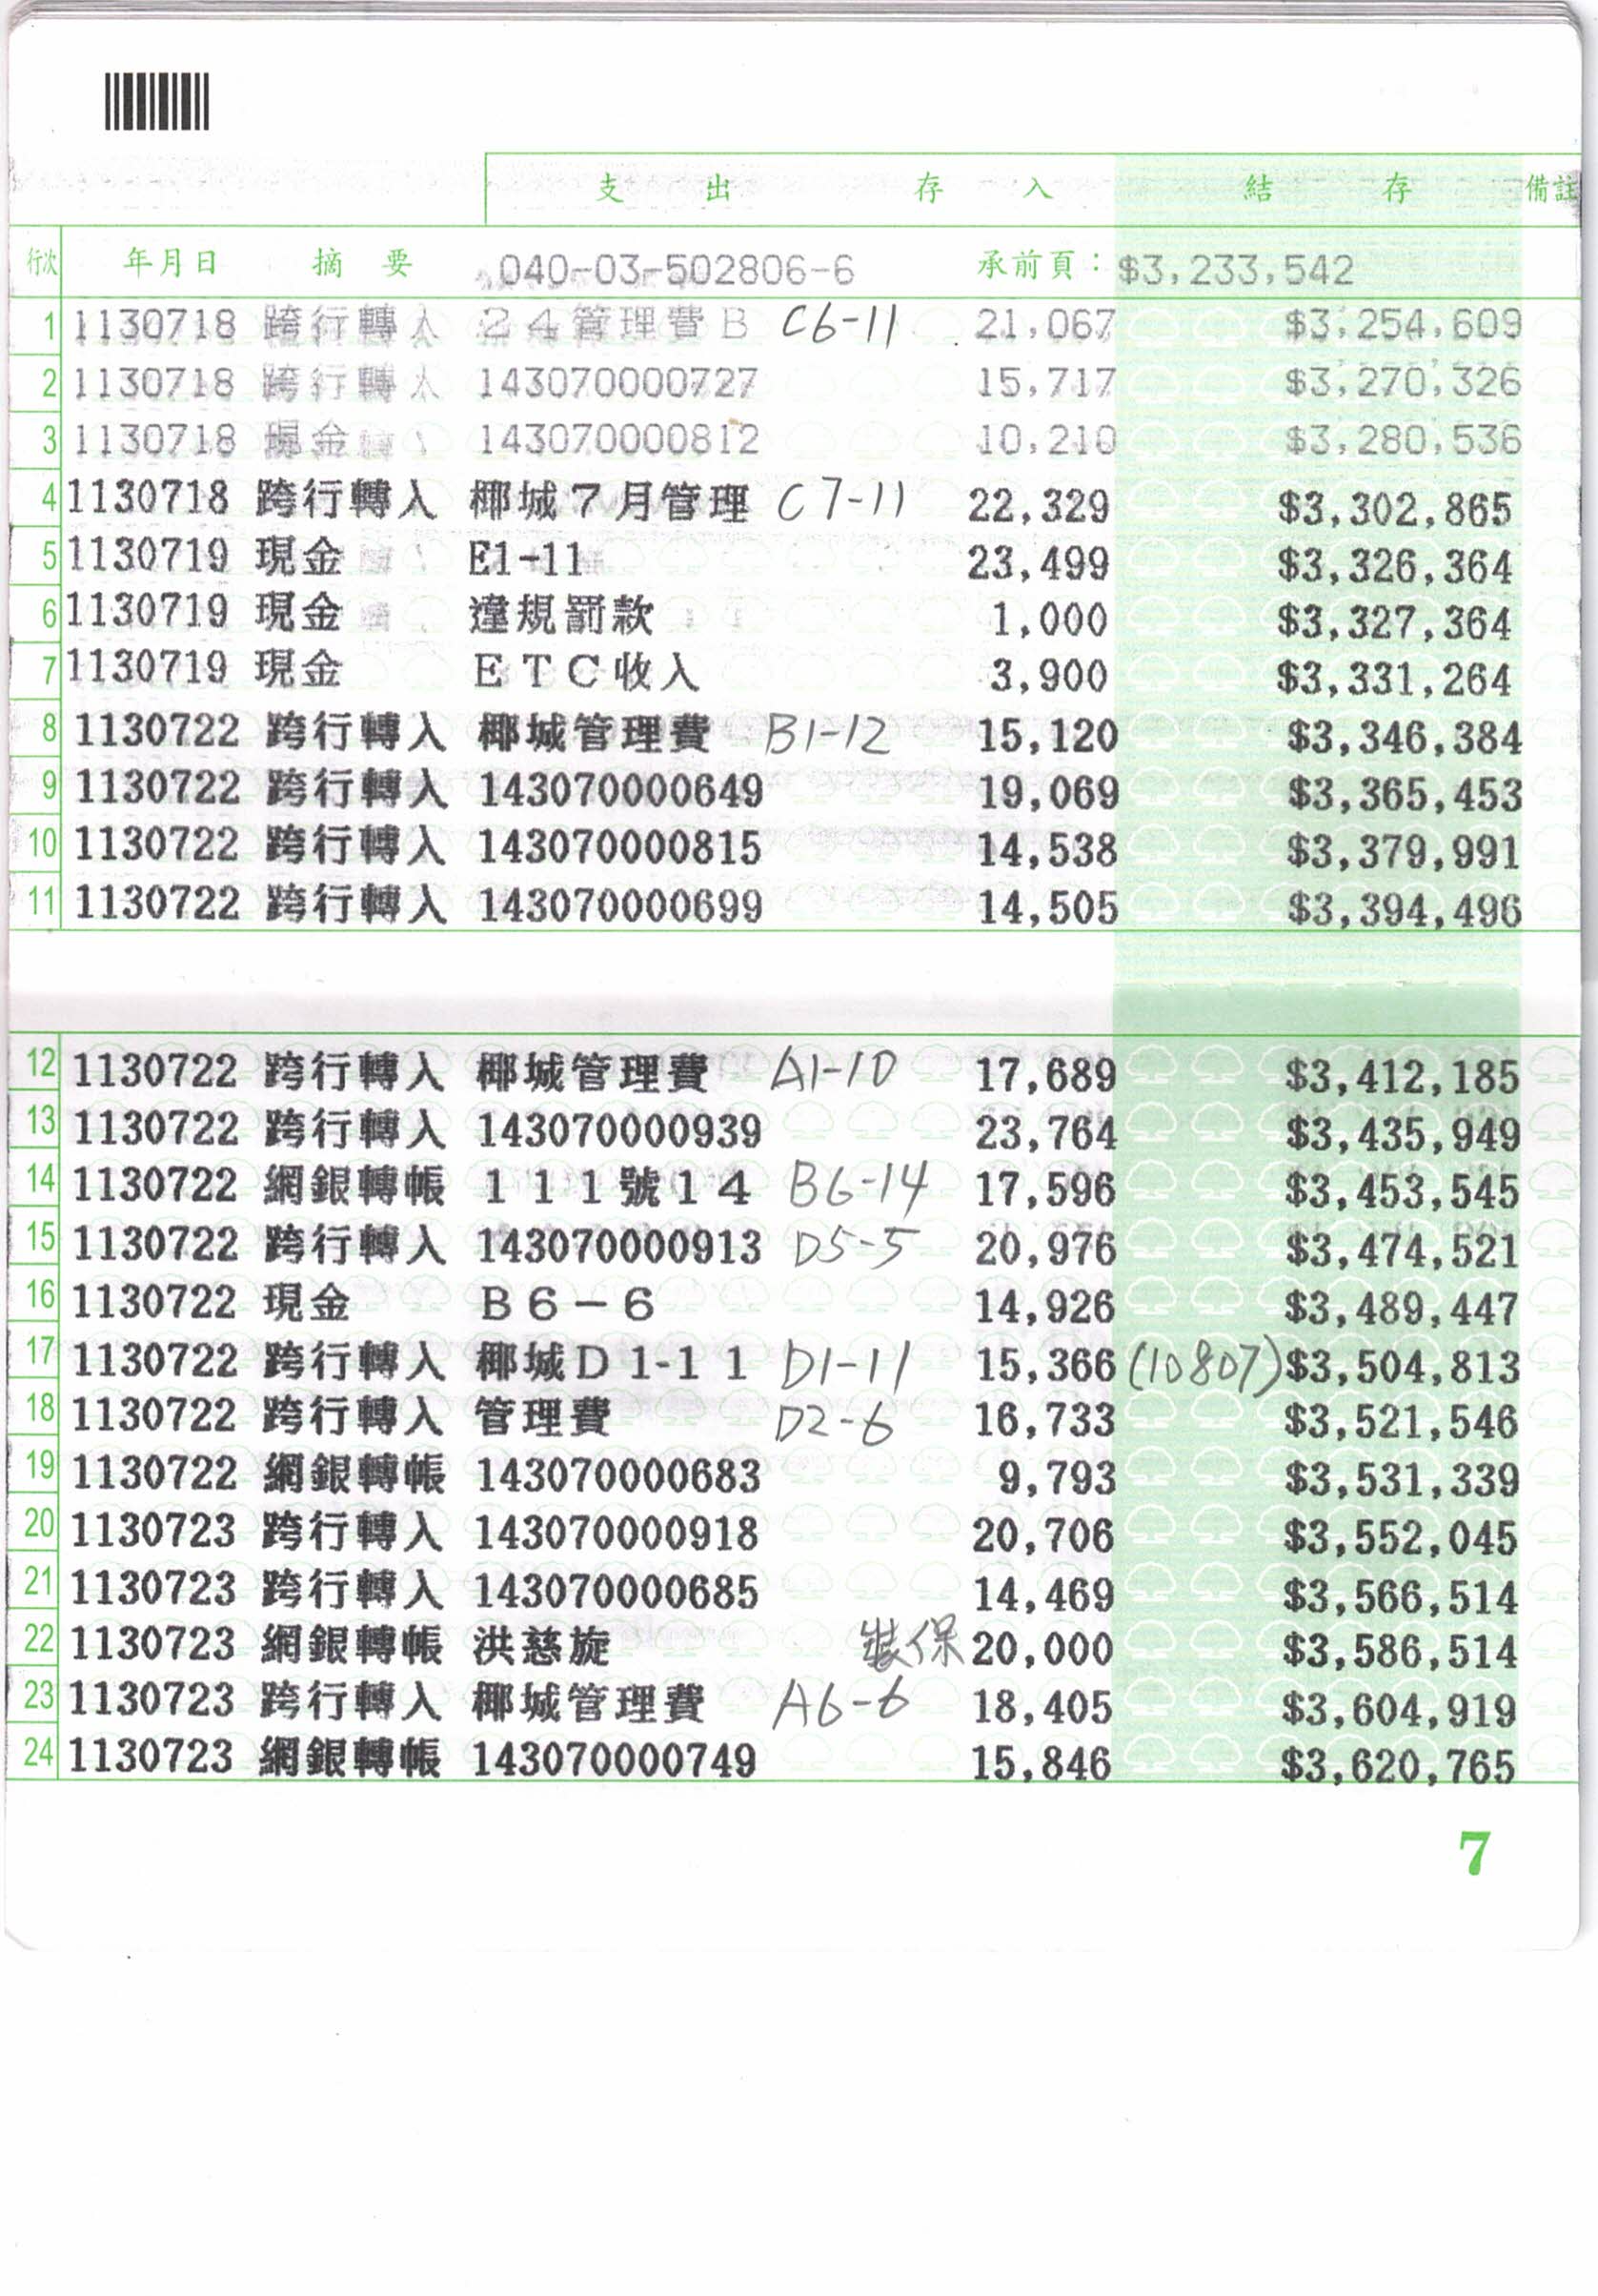 支 出 存 入 結 存 備註
行次 年月日 摘 要 040-03-502806-6 承前頁： $3,233,542
1 1130718 跨行轉入 24管理費B C6-11 21,067 $3,254,609
2 1130718 跨行轉入 143070000727 15,717 $3,270,326
3 1130718 現金 143070000812 10,210 $3,280,536
4 1130718 跨行轉入 椰城7月管理 C7-11 22,329 $3,302,865
5 1130719 現金 E1-11 23,499 $3,326,364
6 1130719 現金 違規罰款 1,000 $3,327,364
7 1130719 現金 ETC收入 3,900 $3,331,264
8 1130722 跨行轉入 椰城管理費 B1-12 15,120 $3,346,384
9 1130722 跨行轉入 143070000649 19,069 $3,365,453
10 1130722 跨行轉入 143070000815 14,538 $3,379,991
11 1130722 跨行轉入 143070000699 14,505 $3,394,496
12 1130722 跨行轉入 椰城管理費 A1-10 17,689 $3,412,185
13 1130722 跨行轉入 143070000939 23,764 $3,435,949
14 1130722 網銀轉帳 111號14 B6-14 17,596 $3,453,545
15 1130722 跨行轉入 143070000913 D5-5 20,976 $3,474,521
16 1130722 現金 B6-6 14,926 $3,489,447
17 1130722 跨行轉入 椰城D1-11 D1-11 15,366 (10807) $3,504,813
18 1130722 跨行轉入 管理費 D2-6 16,733 $3,521,546
19 1130722 網銀轉帳 143070000683 9,793 $3,531,339
20 1130723 跨行轉入 143070000918 20,706 $3,552,045
21 1130723 跨行轉入 143070000685 14,469 $3,566,514
22 1130723 網銀轉帳 洪慈旋 裝保 20,000 $3,586,514
23 1130723 跨行轉入 椰城管理費 A6-6 18,405 $3,604,919
24 1130723 網銀轉帳 143070000749 15,846 $3,620,765
7